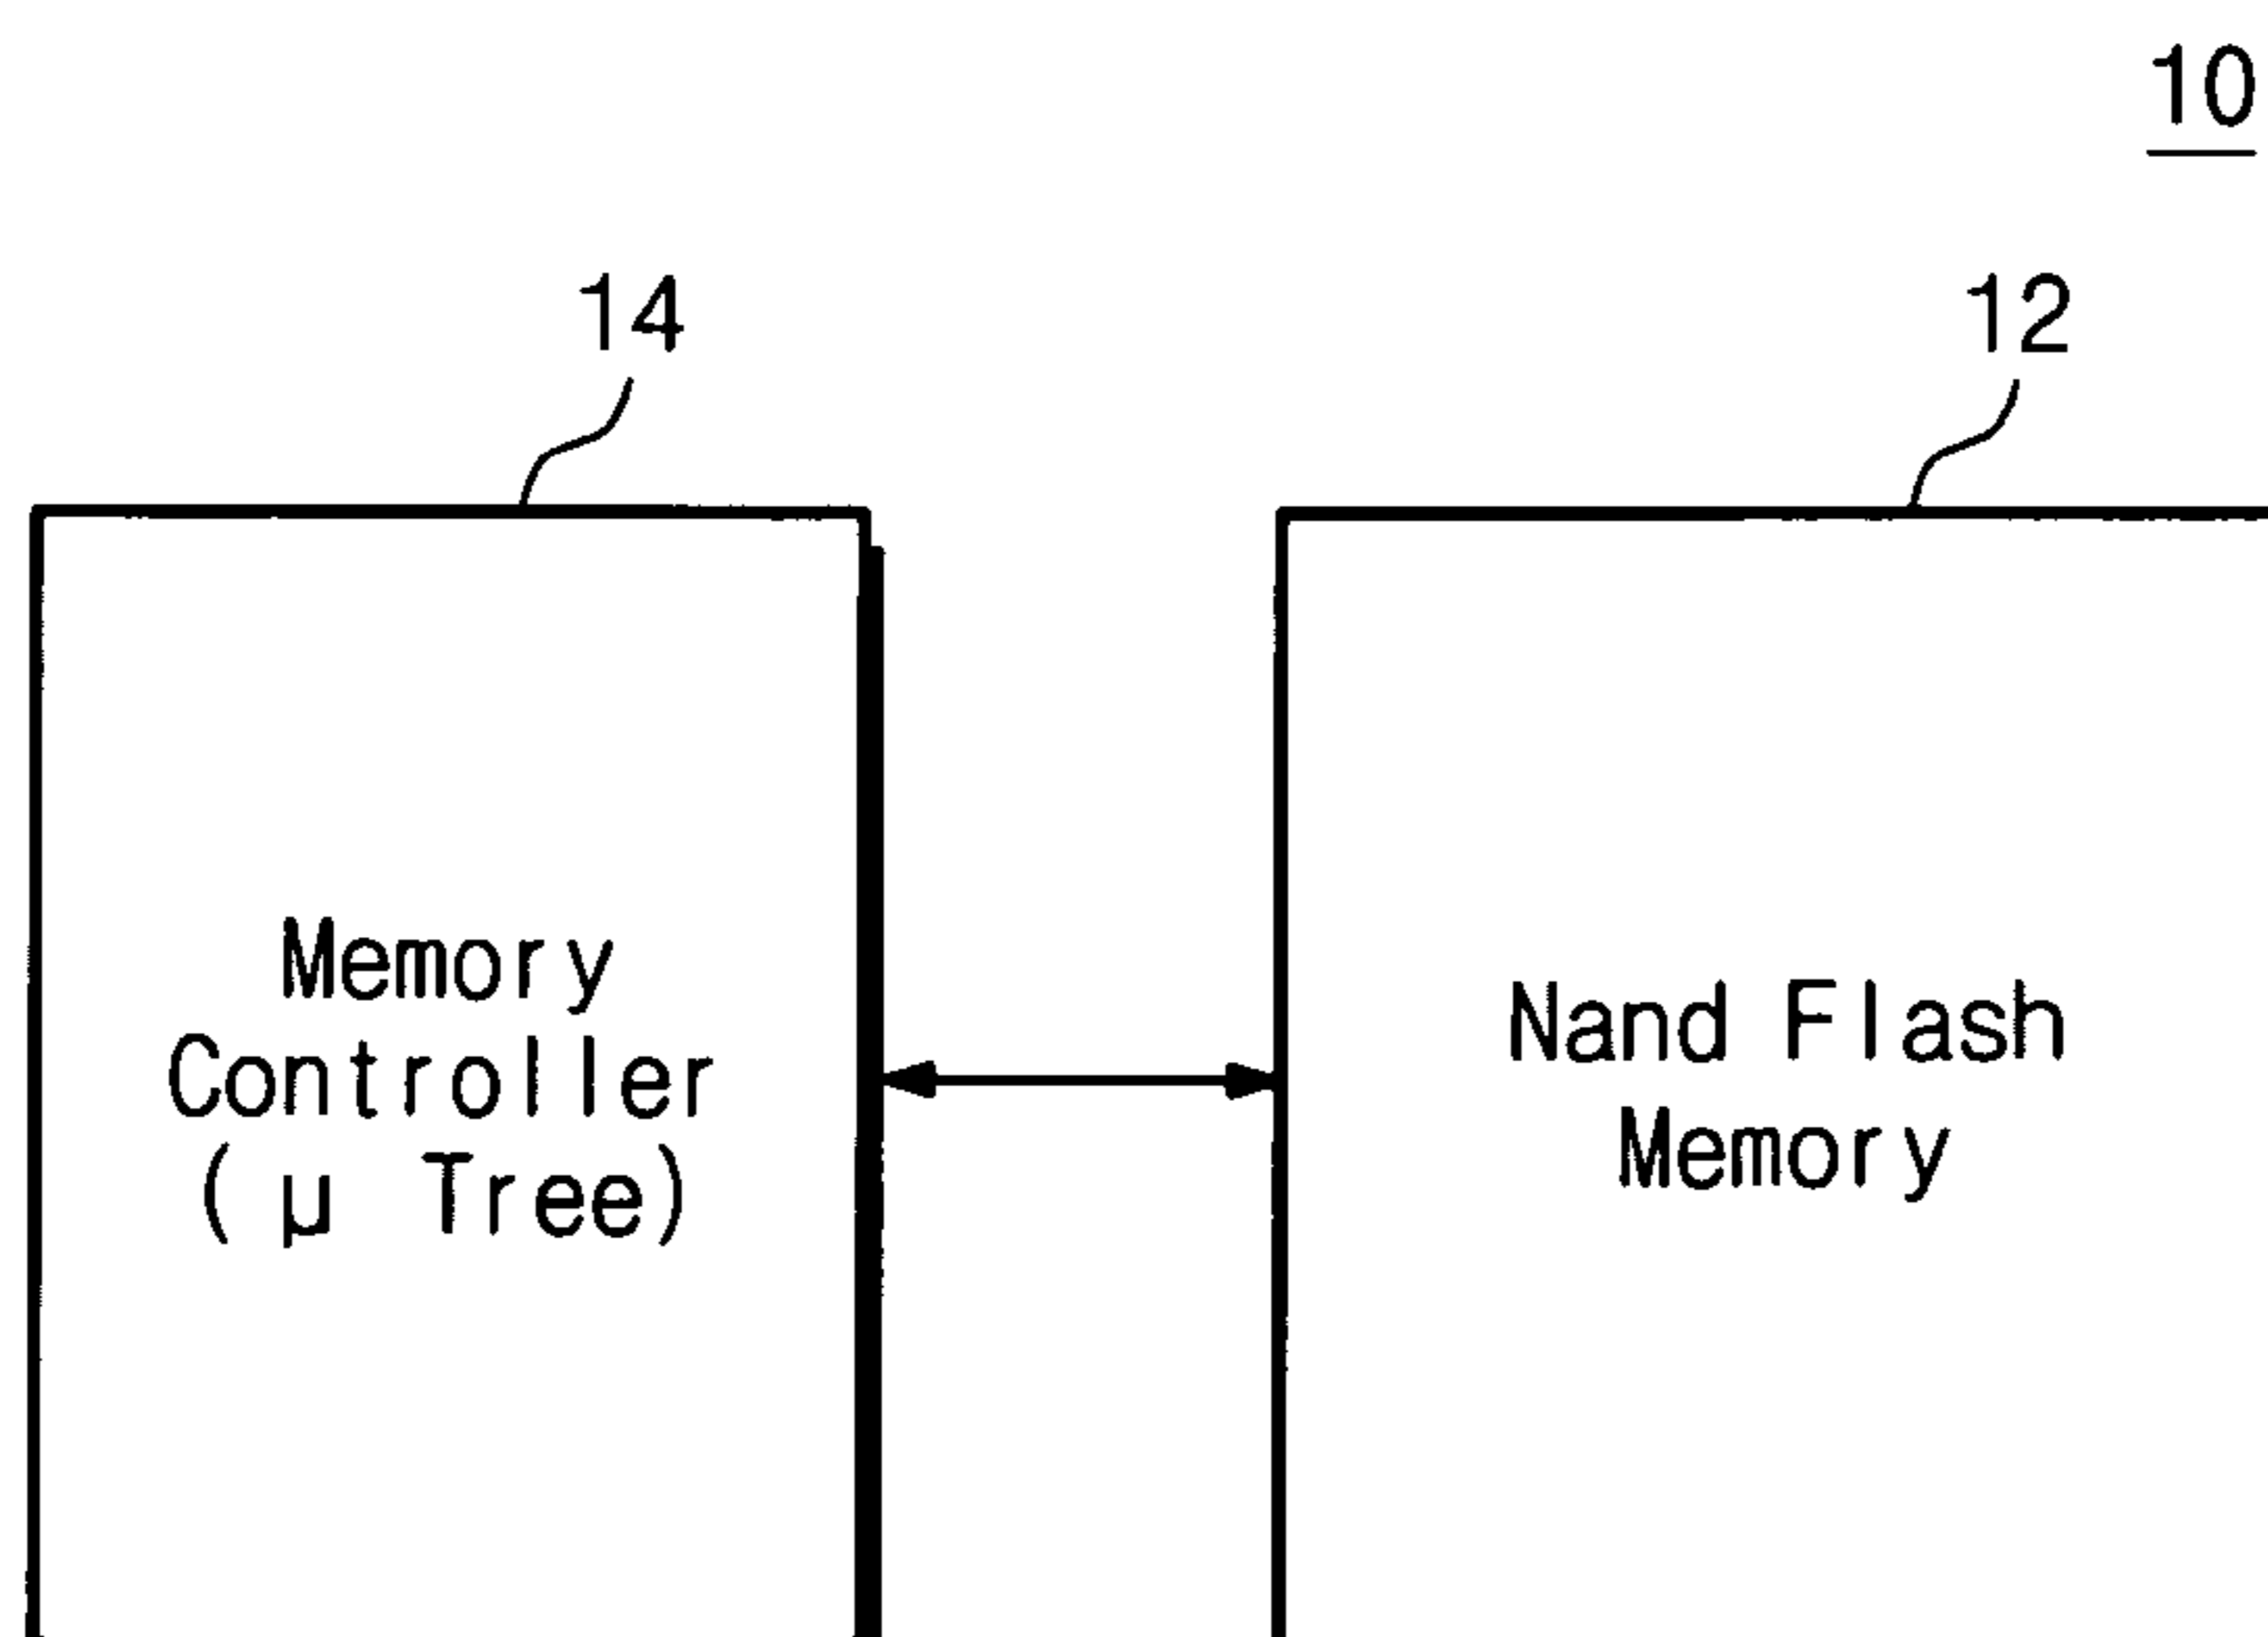 10
14
12
Memory
Controller
( μ Tree)
Nand Flash
Memory